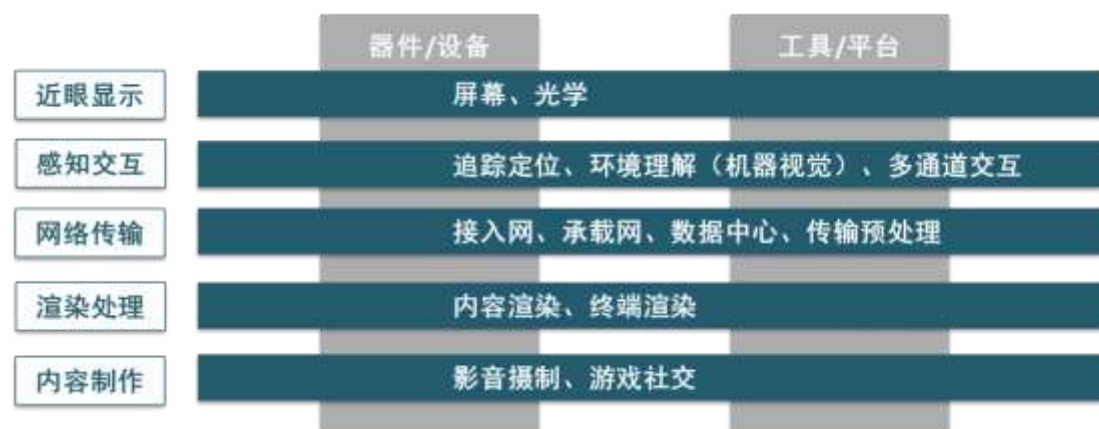 器件/设备
工具/平台
近眼显示
屏幕、光学
感知交互
追踪定位、环境理解（机器视觉）、多通道交互
网络传输
接入网、承载网、数据中心、传输预处理
渲染处理
内容渲染、终端渲染
内容制作
影音摄制、游戏社交